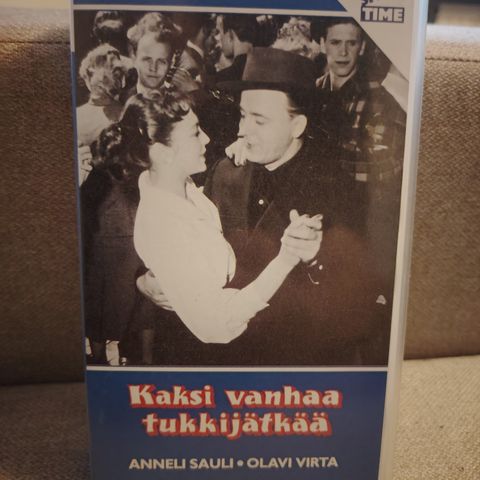 TIME
Kaksi vanhaa
tukkijätkää
ANNELI SAULI • OLAVI VIRTA